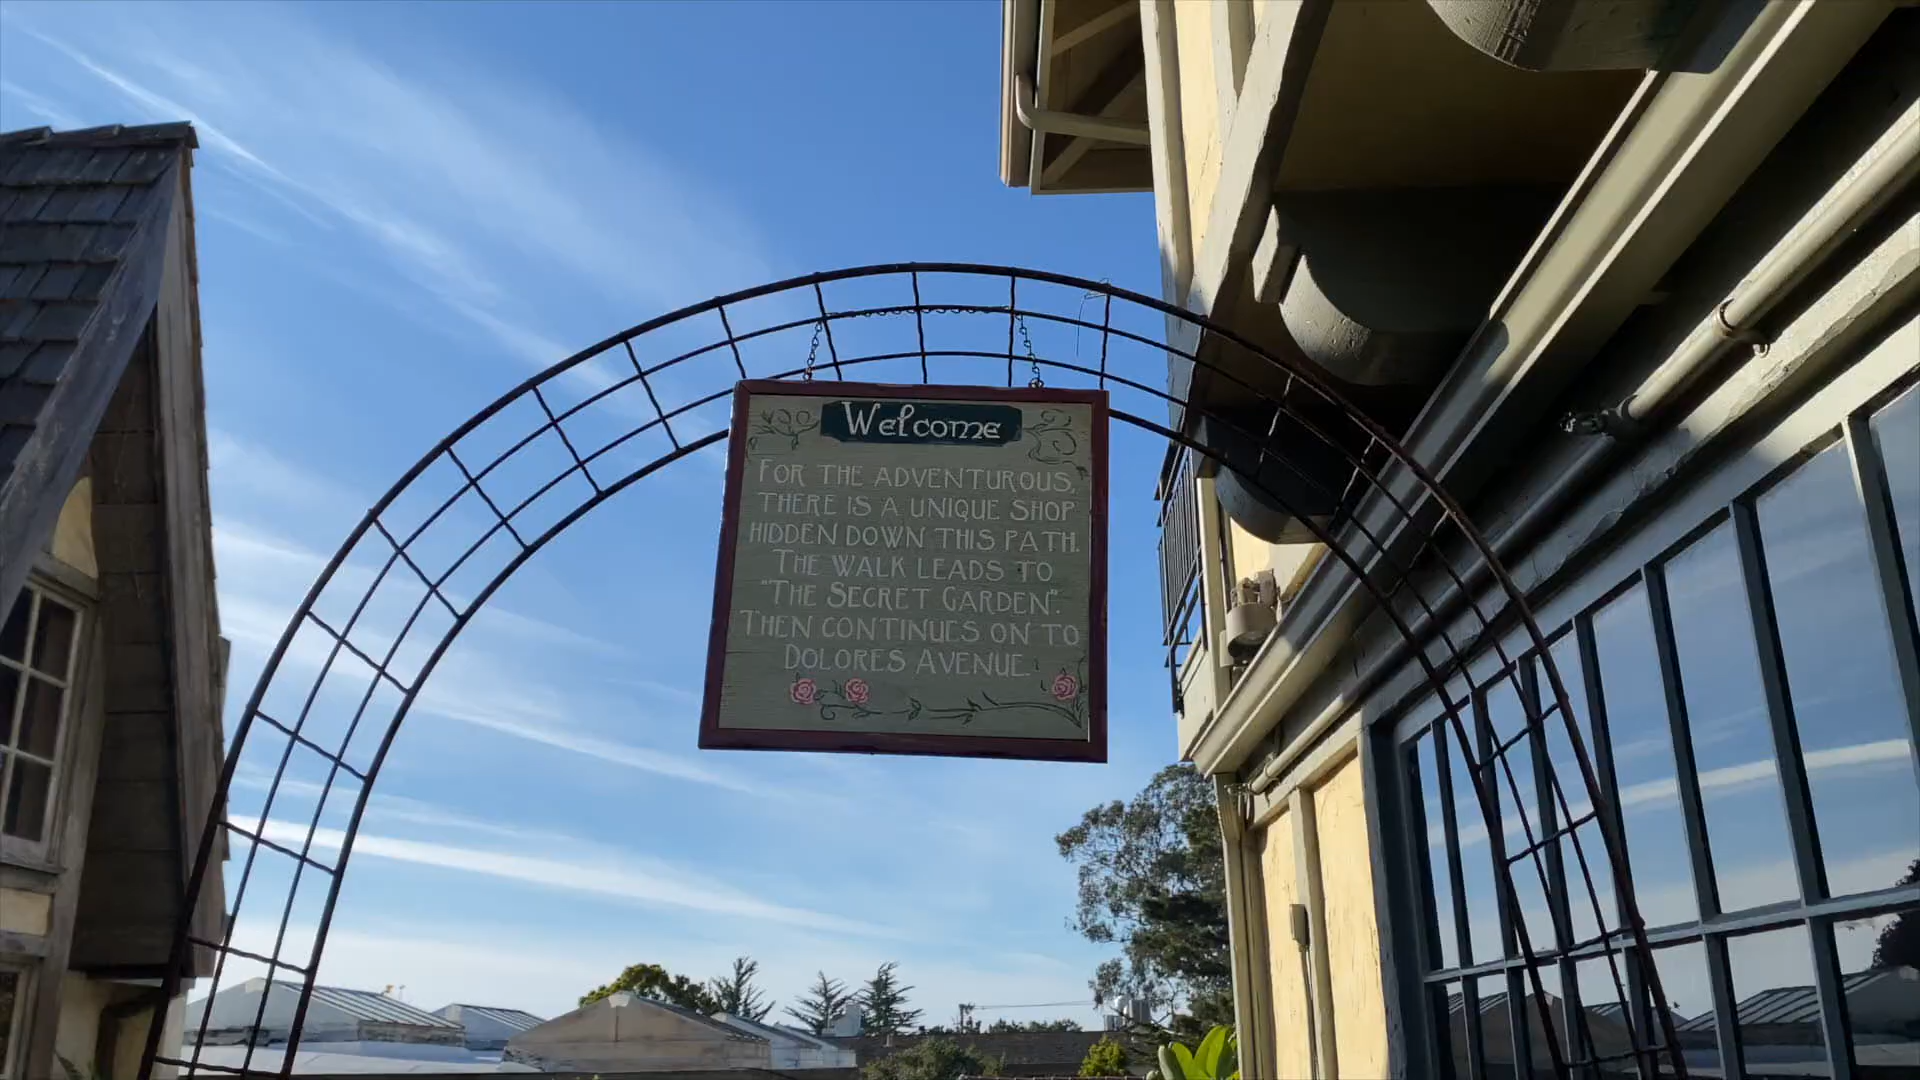 Welcome
FOR THE ADVENTUROUS,
THERE IS A UNIQUE SHOP
HIDDEN DOWN THIS PATH.
THE WALK LEADS TO
"THE SECRET GARDEN".
THEN CONTINUES ON TO
DOLORES AVENUE.